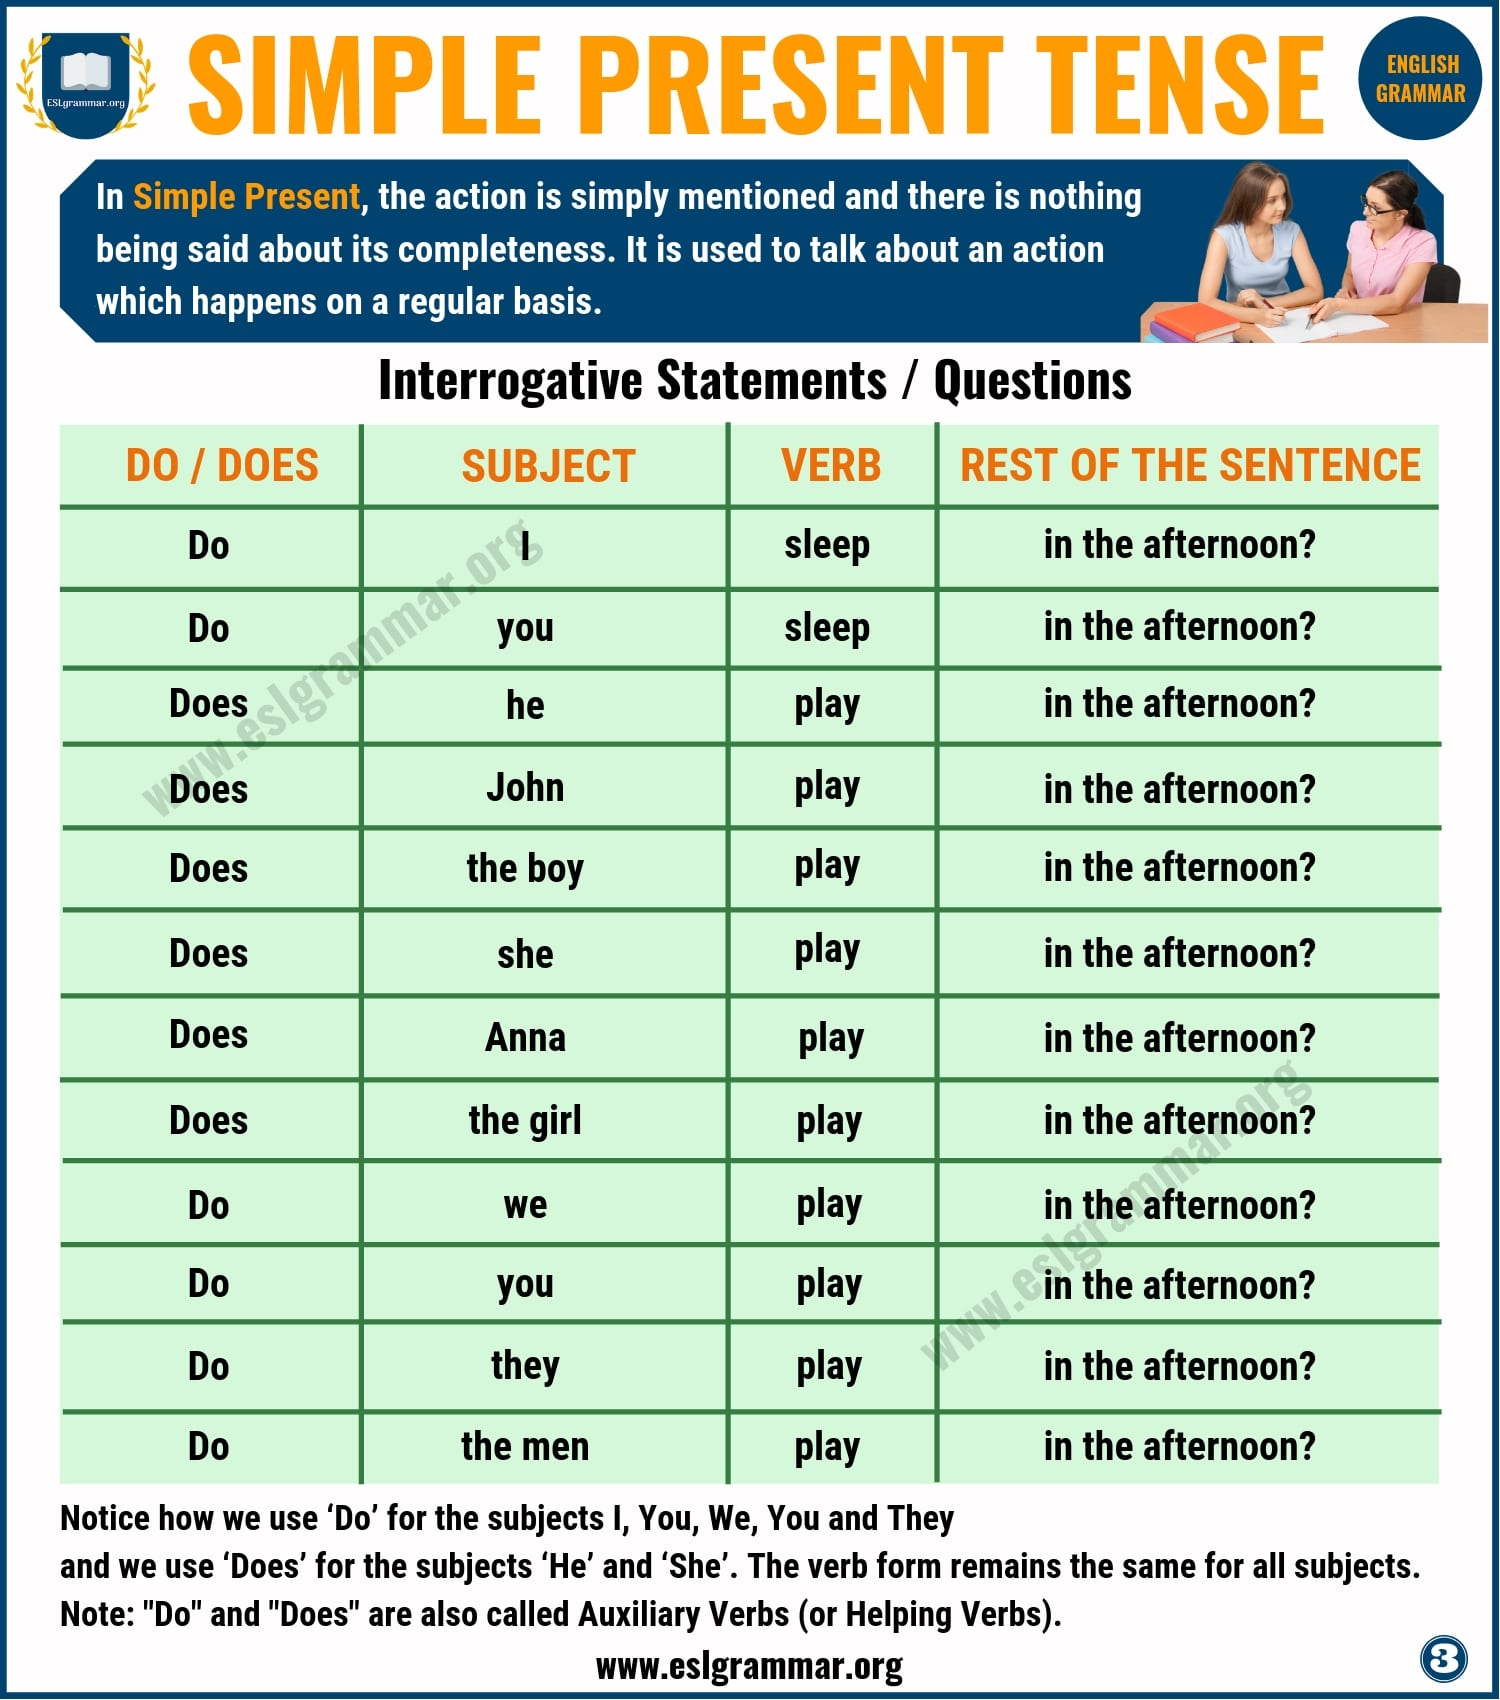 ESLgrammar.org
SIMPLE PRESENT TENSE
ENGLISH
GRAMMAR
In Simple Present, the action is simply mentioned and there is nothing
being said about its completeness. It is used to talk about an action
which happens on a regular basis.
Interrogative Statements / Questions
DO / DOES SUBJECT VERB REST OF THE SENTENCE
Do I sleep in the afternoon?
Do you sleep in the afternoon?
Does he play in the afternoon?
Does John play in the afternoon?
Does the boy play in the afternoon?
Does she play in the afternoon?
Does Anna play in the afternoon?
Does the girl play in the afternoon?
Do we play in the afternoon?
Do you play in the afternoon?
Do they play in the afternoon?
Do the men play in the afternoon?
www.eslgrammar.org
www.eslgrammar.org
Notice how we use ‘Do’ for the subjects I, You, We, You and They
and we use ‘Does’ for the subjects ‘He’ and ‘She’. The verb form remains the same for all subjects.
Note: "Do" and "Does" are also called Auxiliary Verbs (or Helping Verbs).
www.eslgrammar.org
3